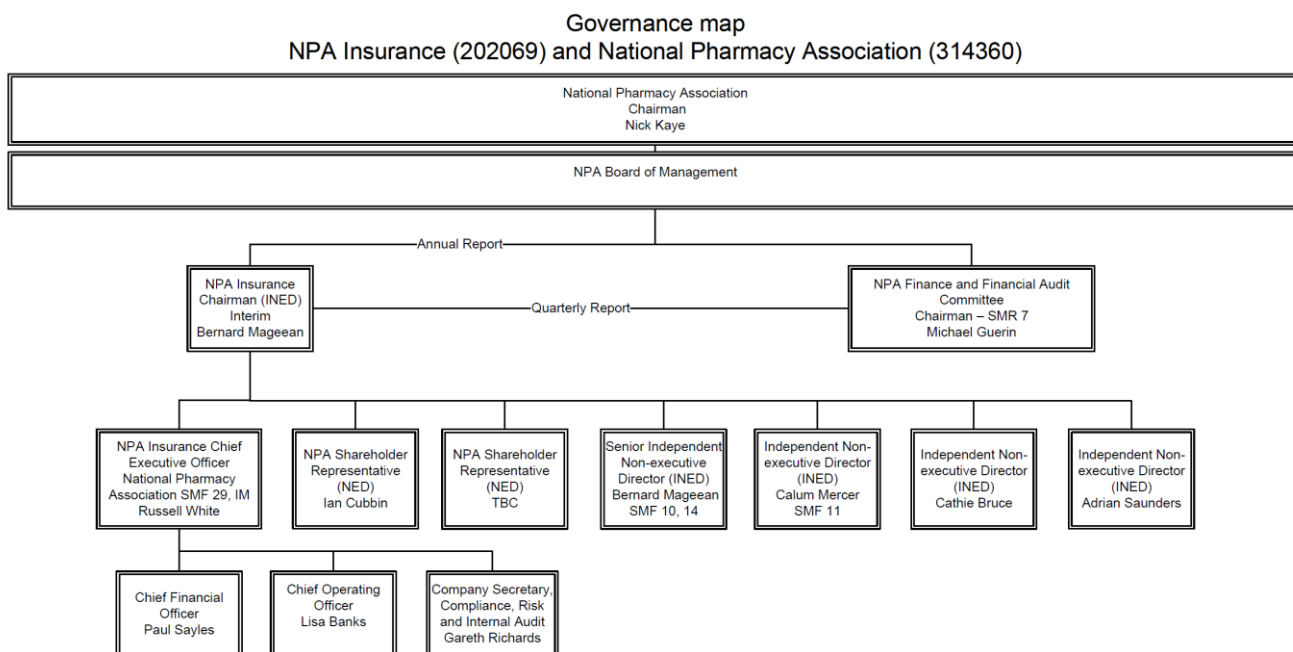 Governance map
NPA Insurance (202069) and National Pharmacy Association (314360)
National Pharmacy Association
Chairman
Nick Kaye
NPA Board of Management
Annual Report
NPA Insurance
Chairman (INED)
Interim
Bernard Mageean
Quarterly Report
NPA Finance and Financial Audit
Committee
Chairman – SMR 7
Michael Guerin
NPA Insurance Chief
Executive Officer
National Pharmacy
Association SMF 29, IM
Russell White
NPA Shareholder
Representative
(NED)
Ian Cubbin
NPA Shareholder
Representative
(NED)
TBC
Senior Independent
Non-executive
Director (INED)
Bernard Mageean
SMF 10, 14
Independent Non-
executive Director
(INED)
Calum Mercer
SMF 11
Independent Non-
executive Director
(INED)
Cathie Bruce
Independent Non-
executive Director
(INED)
Adrian Saunders
Chief Financial
Officer
Paul Sayles
Chief Operating
Officer
Lisa Banks
Company Secretary,
Compliance, Risk
and Internal Audit
Gareth Richards